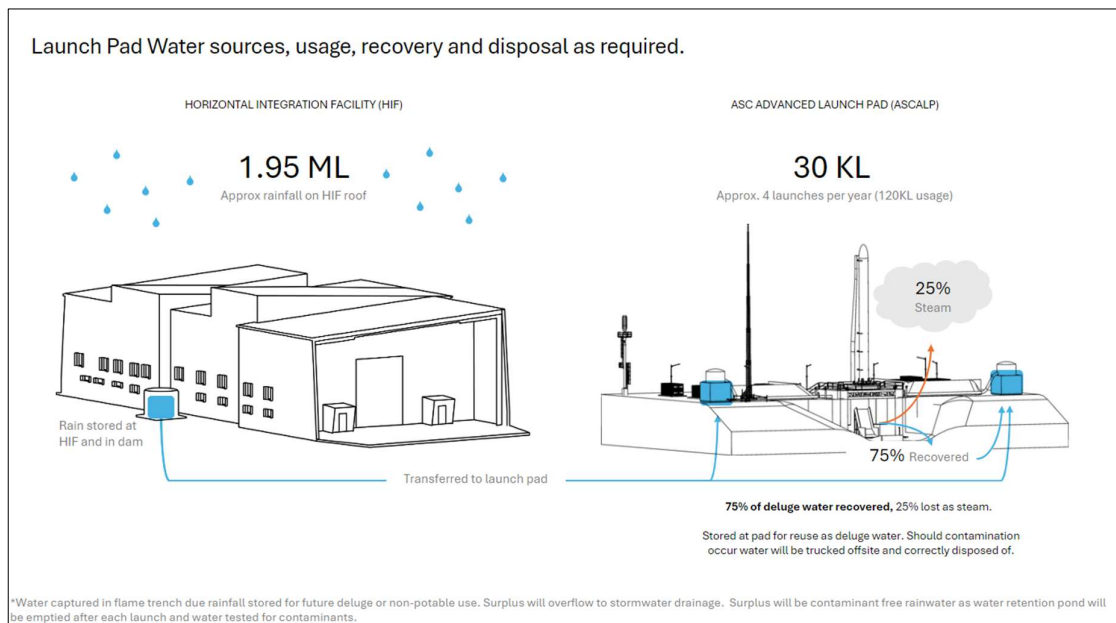 Launch Pad Water sources, usage, recovery and disposal as required.
HORIZONTAL INTEGRATION FACILITY (HIF)
1.95 ML
Approx rainfall on HIF roof
Rain stored at
HIF and in dam
Transferred to launch pad
ASC ADVANCED LAUNCH PAD (ASCALP)
30 KL
Approx. 4 launches per year (120KL usage)
25%
Steam
75% Recovered
75% of deluge water recovered, 25% lost as steam.
Stored at pad for reuse as deluge water. Should contamination
occur water will be trucked offsite and correctly disposed of.
*Water captured in flame trench due rainfall stored for future deluge or non-potable use. Surplus will overflow to stormwater drainage. Surplus will be contaminant free rainwater as water retention pond will
be emptied after each launch and water tested for contaminants.